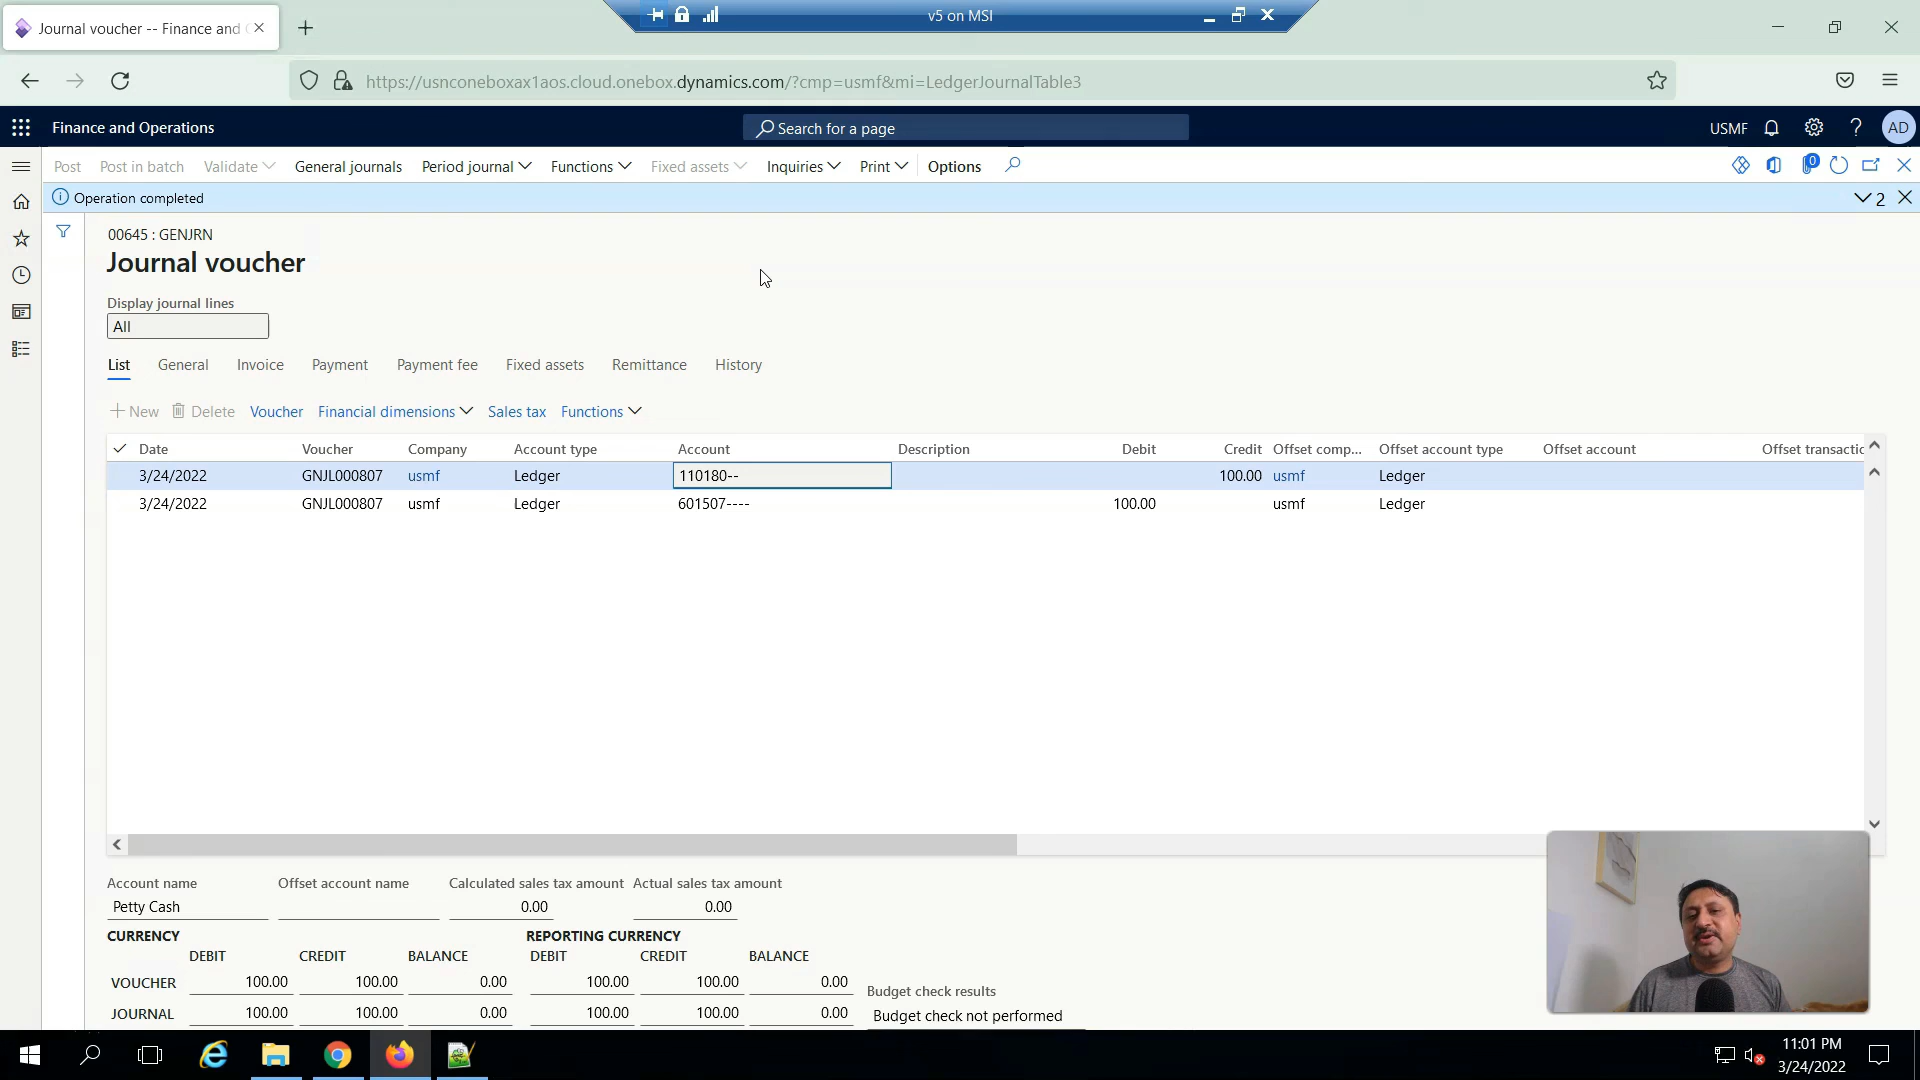 v5 on MSI
Journal voucher -- Finance and
https://usnconeboxax1aos.cloud.onebox.dynamics.com/?cmp=usmf&mi=LedgerJournalTable3
Finance and Operations
Search for a page
USMF
AD
Post Post in batch Validate General journals Period journal Functions Fixed assets Inquiries Print Options
0
Operation completed
2
00645 : GENJRN
Journal voucher
Display journal lines
All
List General Invoice Payment Payment fee Fixed assets Remittance History
New Delete Voucher Financial dimensions Sales tax Functions
Date Voucher Company Account type Account Description Debit Credit Offset comp... Offset account type Offset account Offset transactic
3/24/2022 GNJL000807 usmf Ledger 110180-- 100.00 usmf Ledger
3/24/2022 GNJL000807 usmf Ledger 601507---- 100.00 usmf Ledger
Account name Offset account name Calculated sales tax amount Actual sales tax amount
Petty Cash 0.00 0.00
CURRENCY REPORTING CURRENCY
DEBIT CREDIT BALANCE DEBIT CREDIT BALANCE
VOUCHER 100.00 100.00 0.00 100.00 100.00 0.00
Budget check results
JOURNAL 100.00 100.00 0.00 100.00 100.00 0.00
Budget check not performed
11:01 PM
3/24/2022